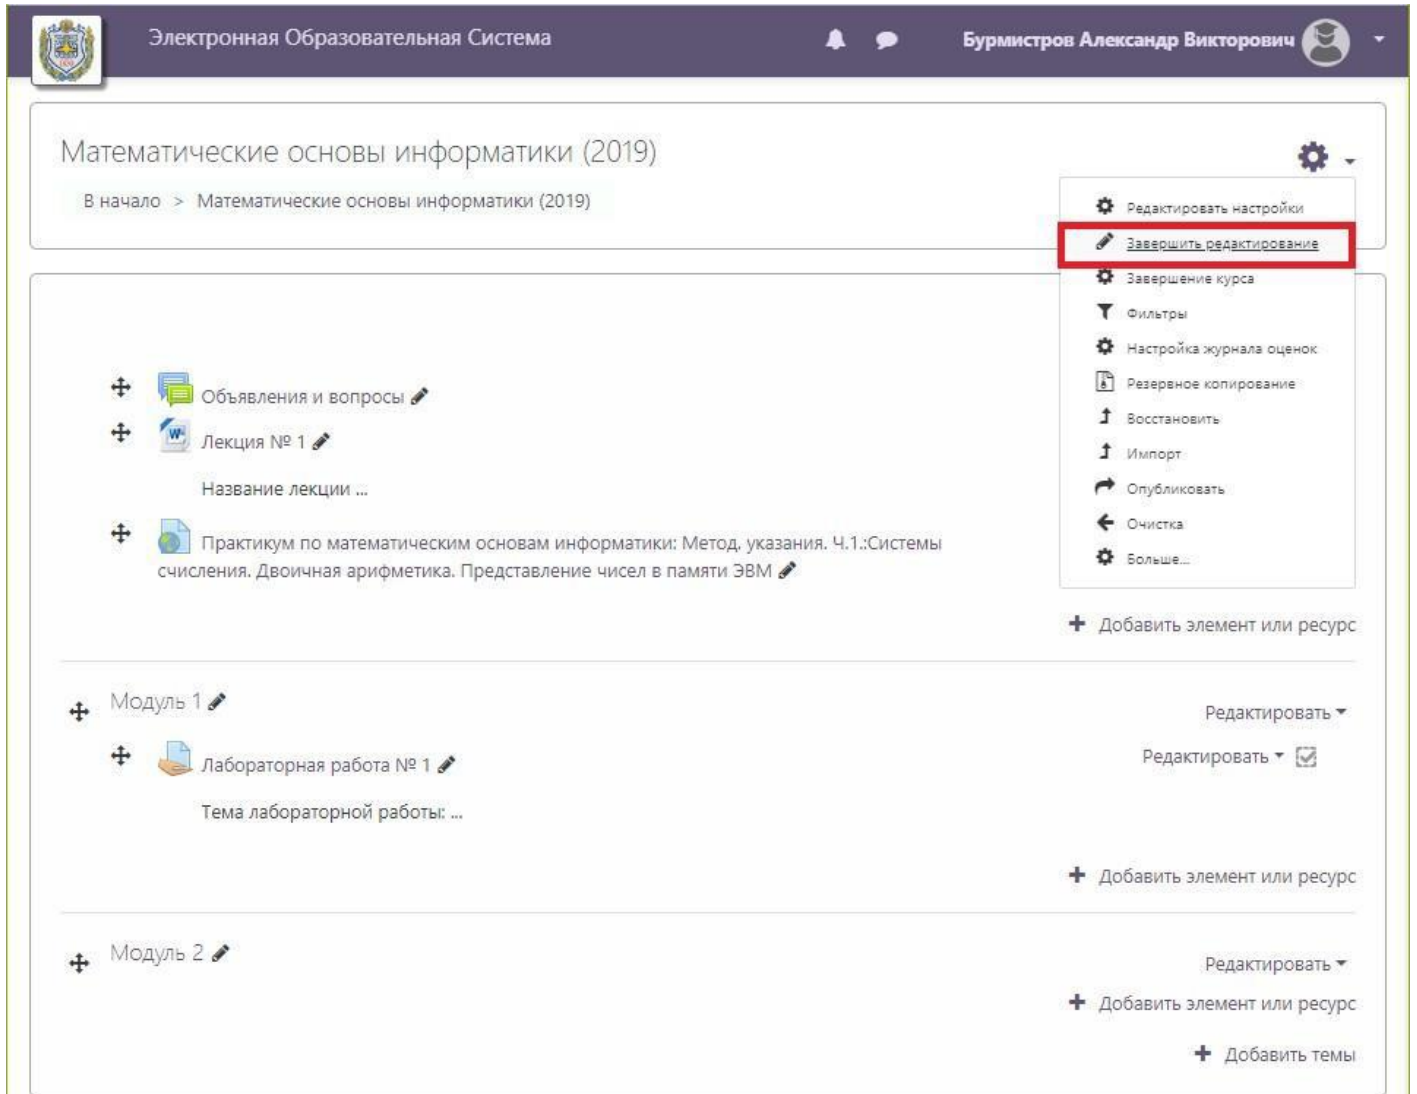 Электронная Образовательная Система
Бурмистров Александр Викторович
Математические основы информатики (2019)
В начало > Математические основы информатики (2019)
Редактировать настройки
Завершить редактирование
Завершение курса
Фильтры
Настройка журнала оценок
Резервное копирование
Восстановить
Импорт
Опубликовать
Очистка
Больше...
Объявления и вопросы
Лекция № 1
Название лекции ...
Практикум по математическим основам информатики: Метод. указания. Ч.1.:Системы
счисления. Двоичная арифметика. Представление чисел в памяти ЭВМ
Добавить элемент или ресурс
Модуль 1
Редактировать
Лабораторная работа № 1
Редактировать
Тема лабораторной работы: ...
Добавить элемент или ресурс
Модуль 2
Редактировать
Добавить элемент или ресурс
Добавить темы